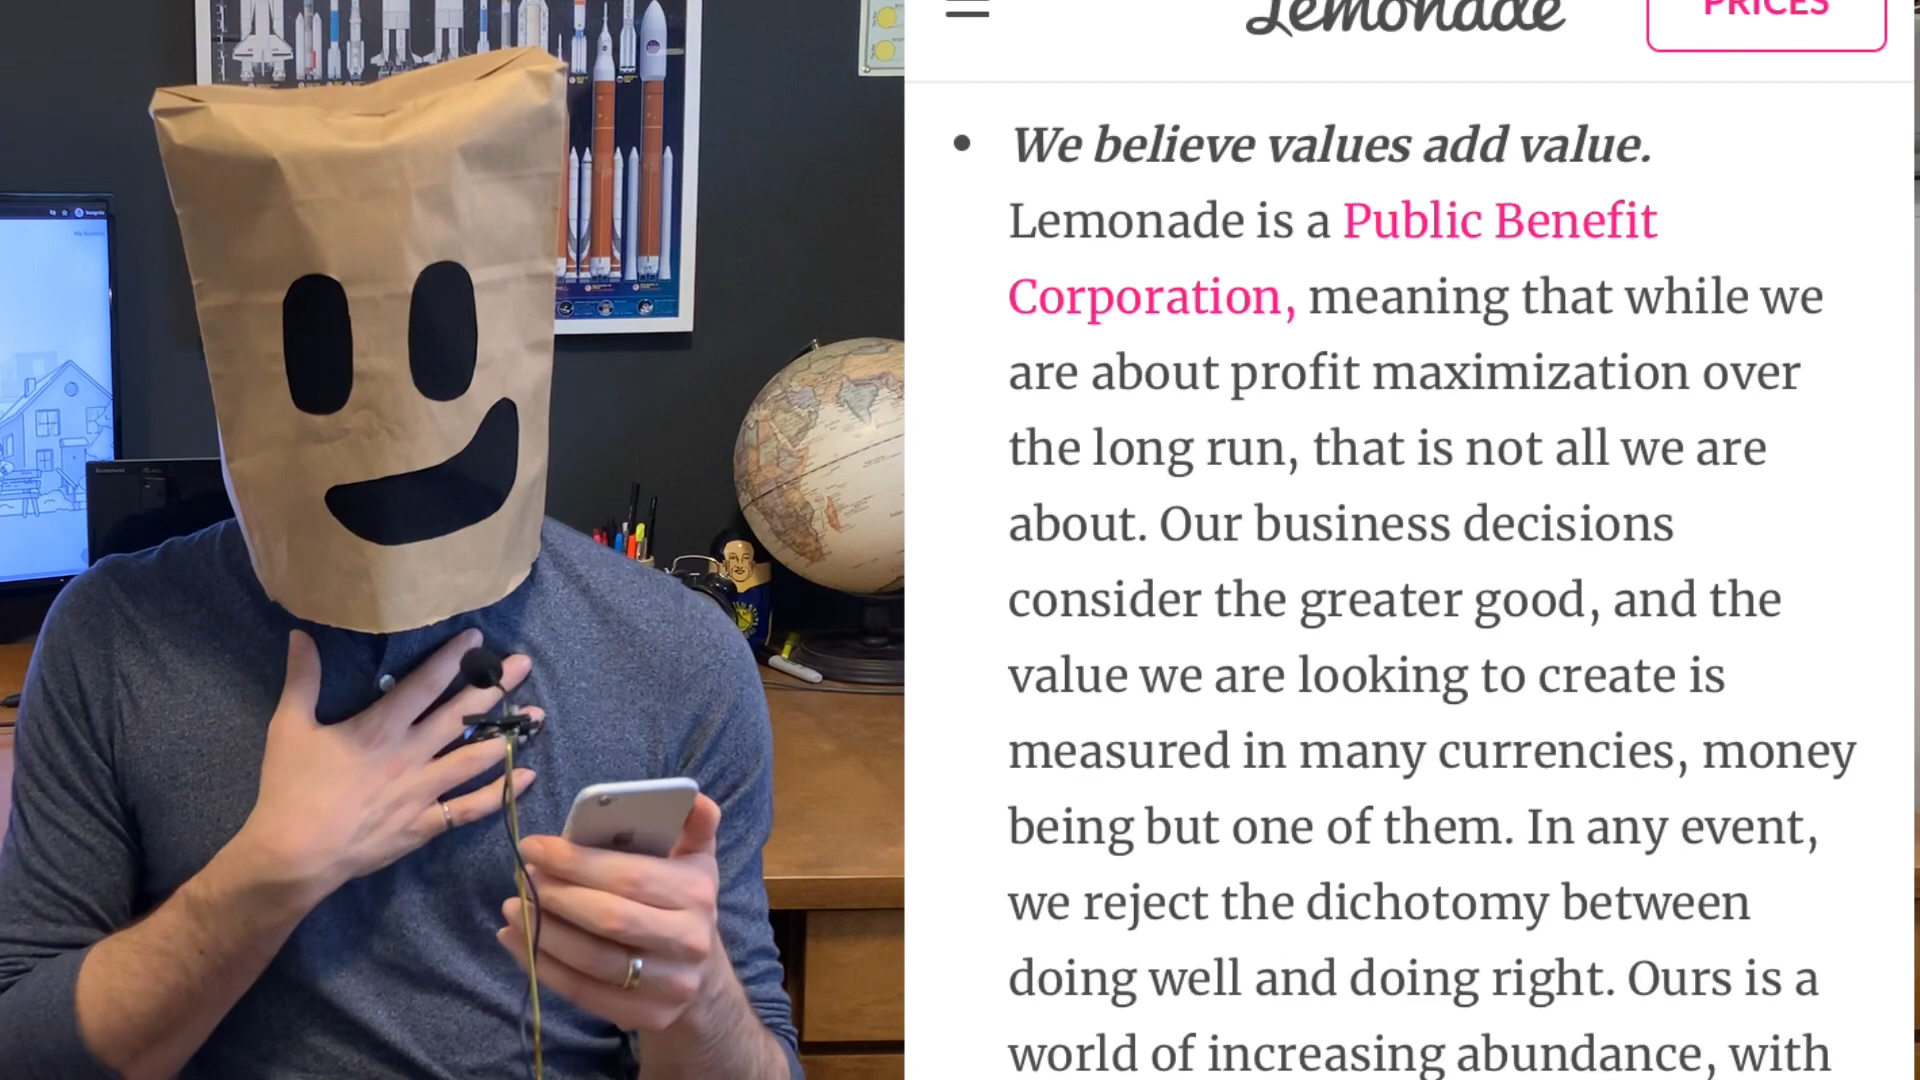 Lemonade
PRICES
• We believe values add value.
Lemonade is a Public Benefit
Corporation, meaning that while we
are about profit maximization over
the long run, that is not all we are
about. Our business decisions
consider the greater good, and the
value we are looking to create is
measured in many currencies, money
being but one of them. In any event,
we reject the dichotomy between
doing well and doing right. Ours is a
world of increasing abundance, with